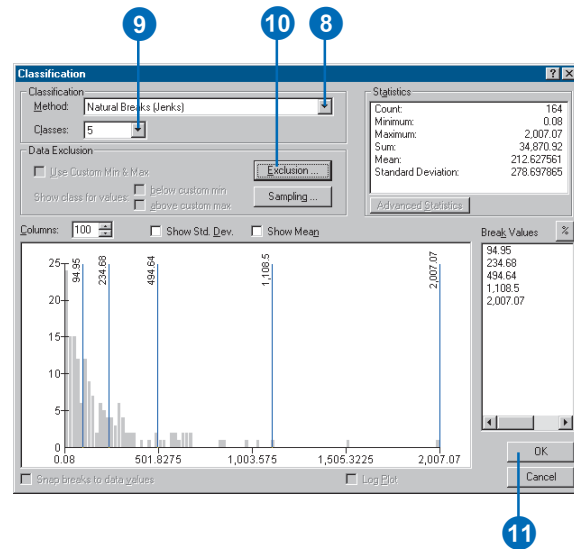 9
10
8
Classification
Classification
Method: Natural Breaks (Jenks)
Classes: 5
Data Exclusion
Use Custom Min & Max
Show class for values:
below custom min
above custom max
Exclusion ...
Sampling ...
Statistics
Count: 164
Minimum: 0.08
Maximum: 2,007.07
Sum: 34,870.92
Mean: 212.627561
Standard Deviation: 278.697865
Advanced Statistics
Columns: 100
Show Std. Dev.
Show Mean
Break Values
%
94.95
234.68
494.64
1,108.5
2,007.07
25
20
15
10
5
0
94.95
234.68
494.64
1,108.5
2,007.07
0.08
501.8275
1,003.575
1,505.3225
2,007.07
Snap breaks to data values
Log Plot
OK
Cancel
11